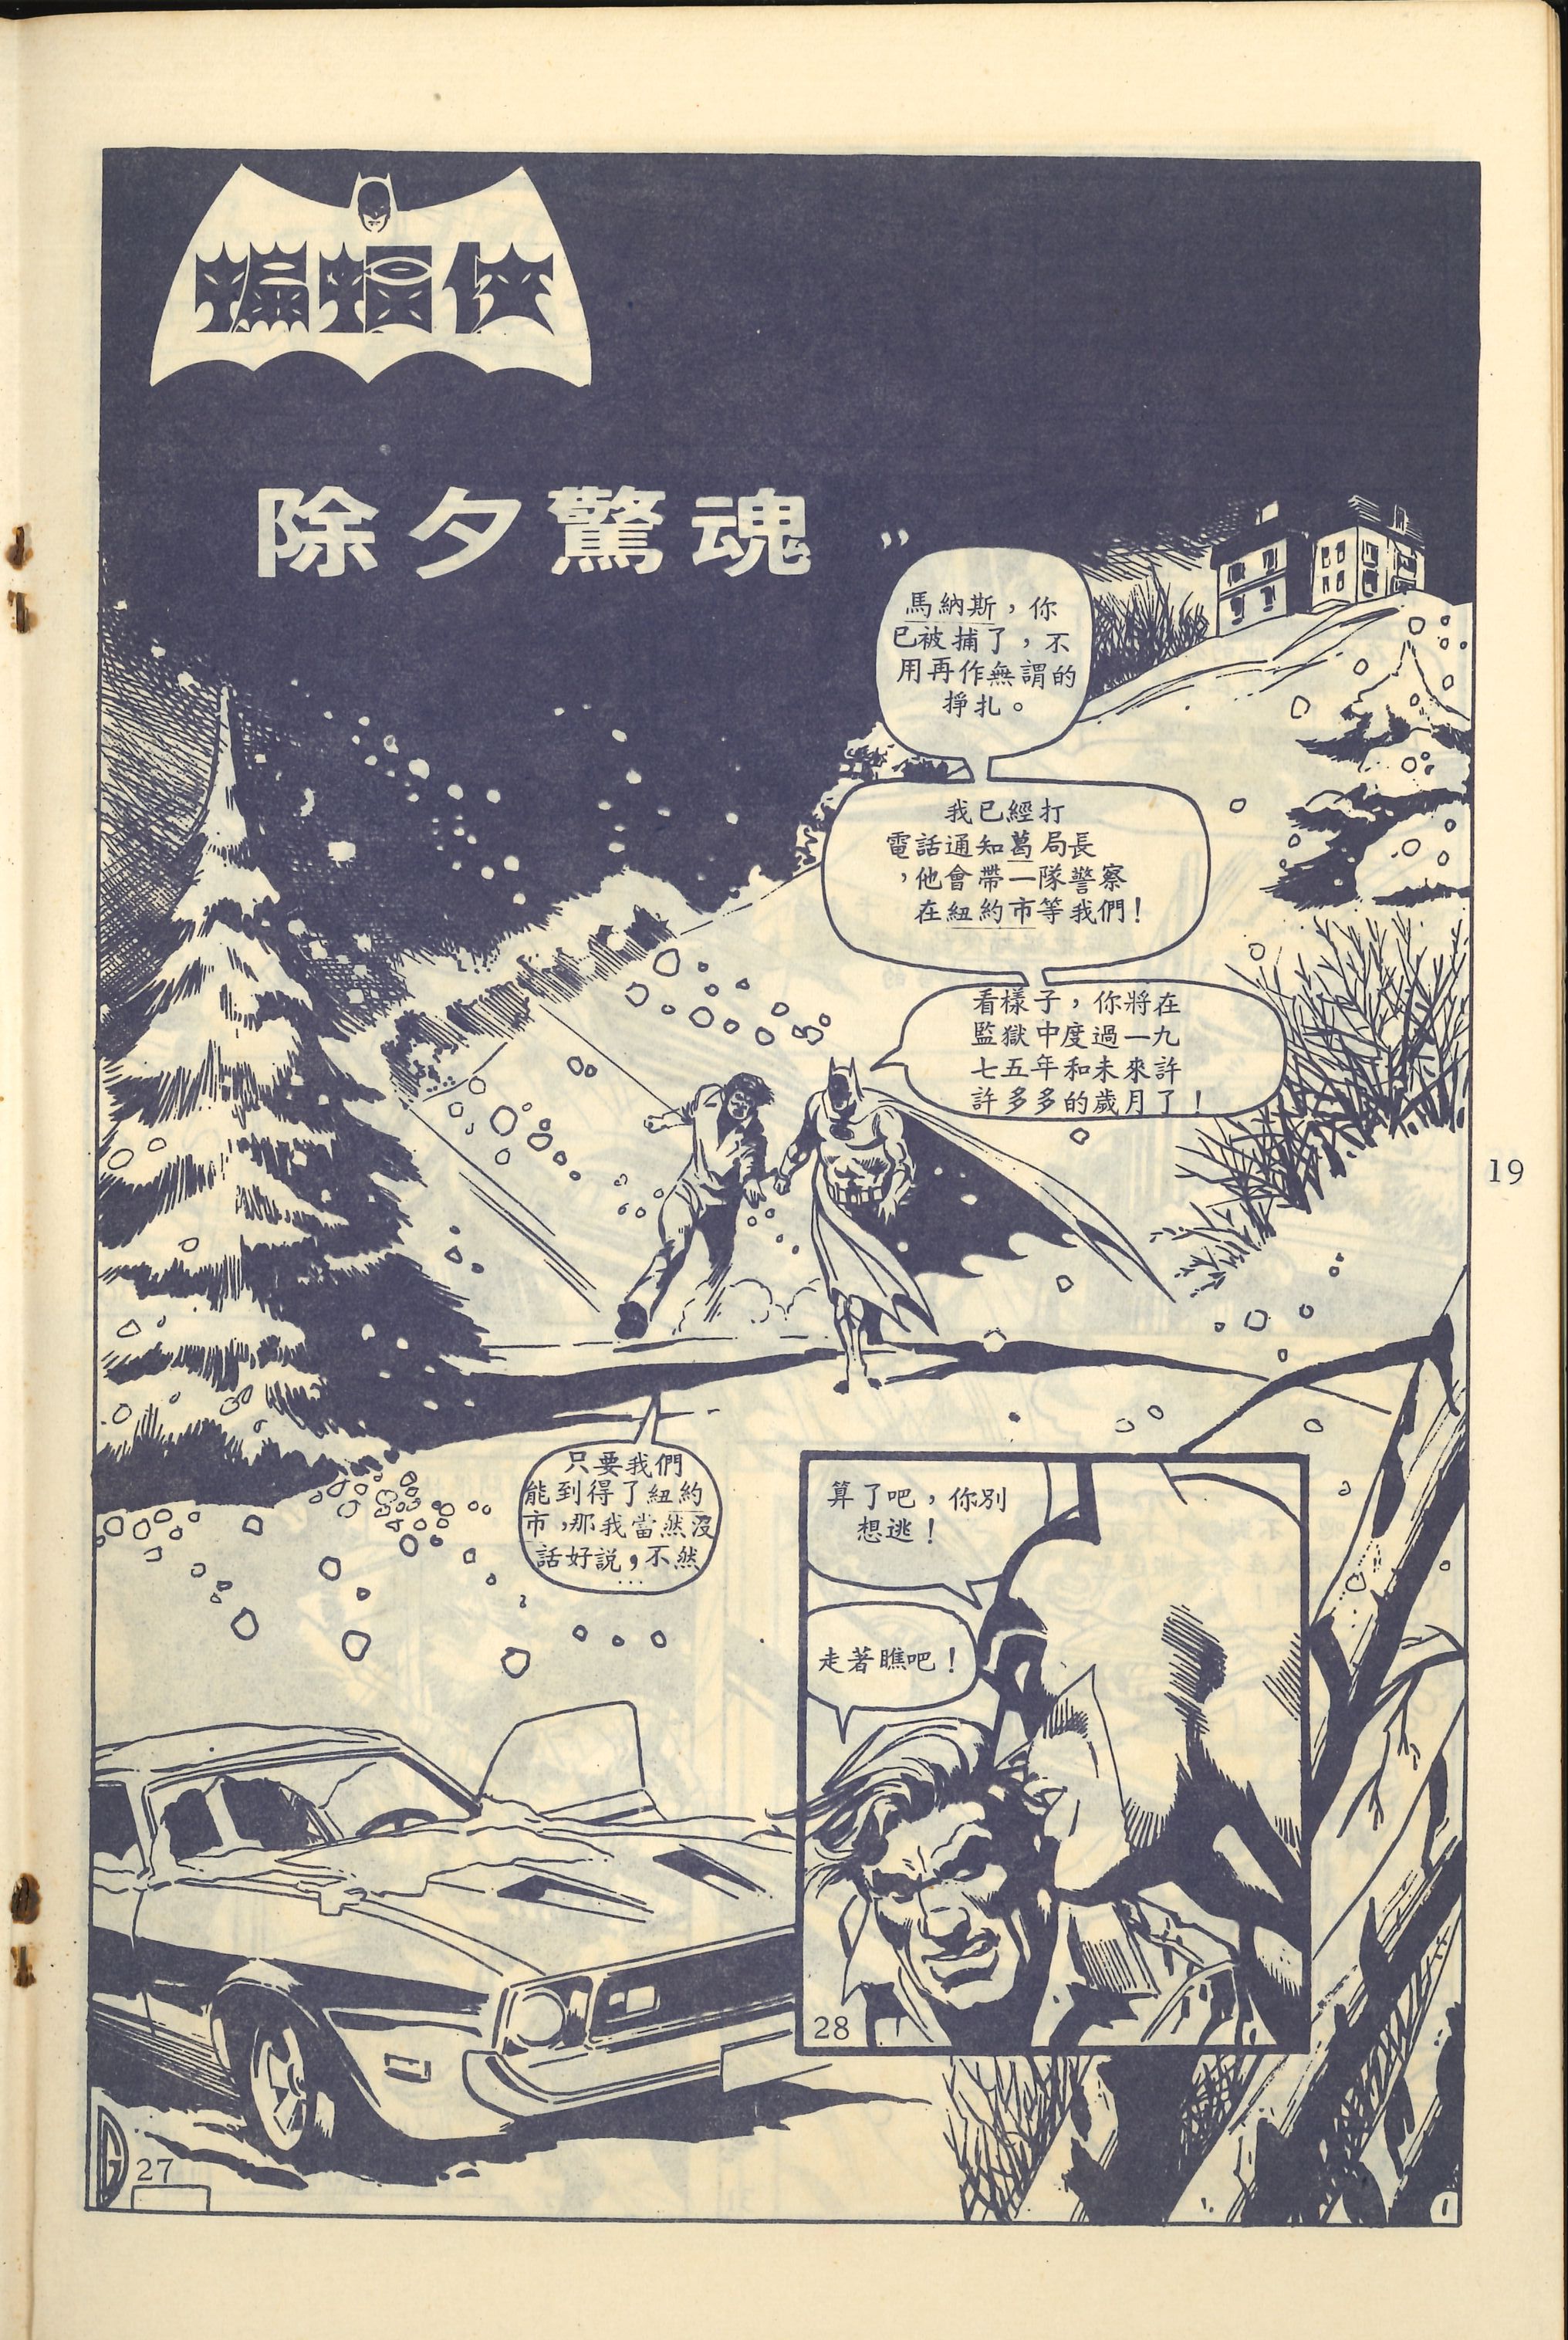 蝙蝠俠
除夕驚魂
馬納斯，你
已被捕了，不
用再作無謂的
掙扎。
我已經打
電話通知葛局長
，他會帶一隊警察
在紐約市等我們！
看樣子，你將在
監獄中度過一九
七五年和未來許
許多多的歲月了！
19
只要我們
能到得了紐約
市，那我當然沒
話好說，不然
…
算了吧，你別
想逃！
走著瞧吧！
28
27
1